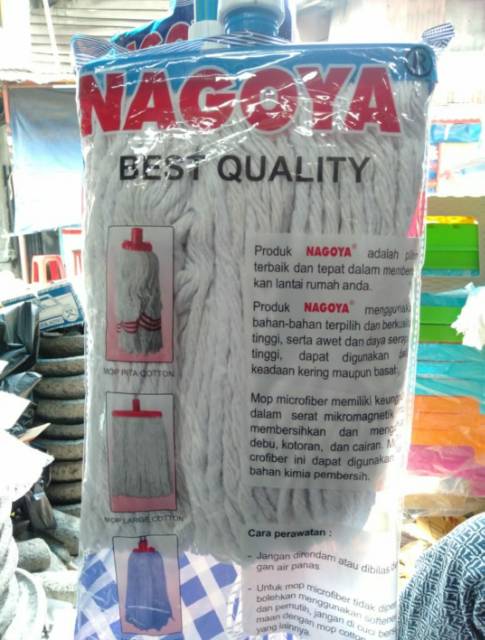 NAGOYA
BEST QUALITY
Produk NAGOYA® adalah
terbaik dan tepat dalam
kan lantai rumah anda.
Produk NAGOYA®
bahan-bahan terpilih dan
tinggi, serta awet dan daya
tinggi, dapat digunakan
keadaan kering maupun basah
MOP PITA COTTON
Mop microfiber memiliki
dalam serat mikromagnetik
membersihkan dan
debu, kotoran, dan cairan.
crofiber ini dapat digunakan
bahan kimia pembersih.
MOP LARGE COTTON
Cara perawatan :
- Jangan direndam atau dibilas
gan air panas.
- Untuk mop microfiber tidak
bolehkan menggunakan
dan pemutih, jangan di cuci
maan dengan mop cotton
yang lainnya.